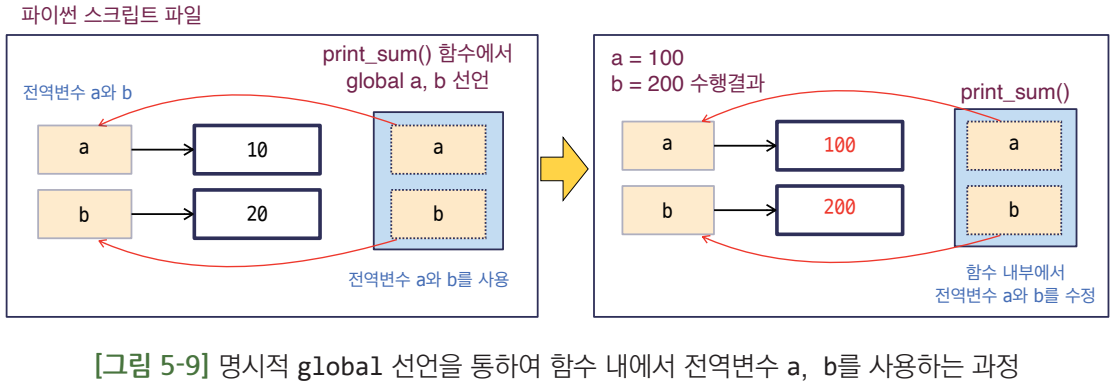 파이썬 스크립트 파일
print_sum() 함수에서
global a, b 선언
전역변수 a와 b
a
10
a
b
20
b
전역변수 a와 b를 사용
a = 100
b = 200 수행결과
print_sum()
a
100
a
b
200
b
함수 내부에서
전역변수 a와 b를 수정
[그림 5-9] 명시적 global 선언을 통하여 함수 내에서 전역변수 a, b를 사용하는 과정